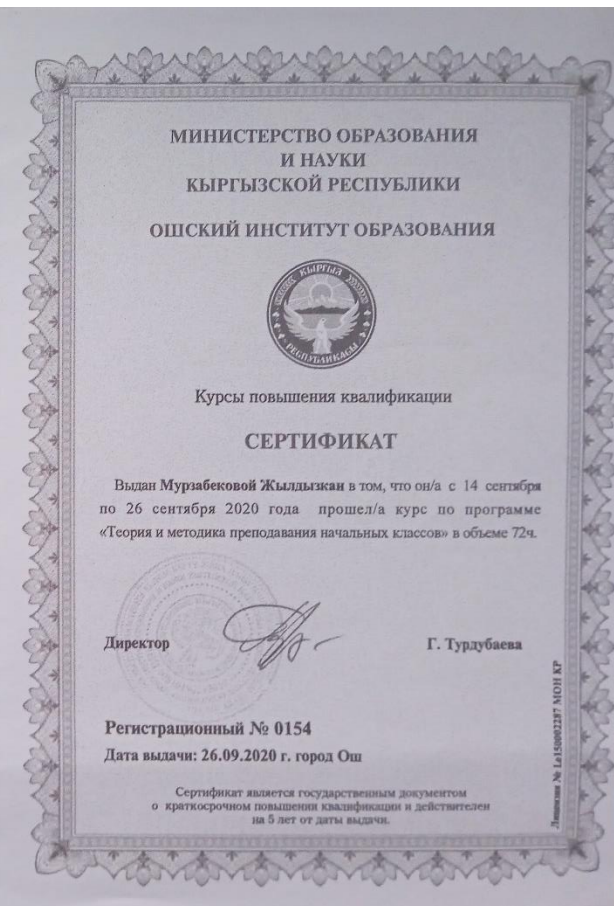 МИНИСТЕРСТВО ОБРАЗОВАНИЯ
И НАУКИ
КЫРГЫЗСКОЙ РЕСПУБЛИКИ
ОШСКИЙ ИНСТИТУТ ОБРАЗОВАНИЯ
КЫРГЫЗ
РЕСПУБЛИКАСЫ
Курсы повышения квалификации
СЕРТИФИКАТ
Выдан Мурзабековой Жылдызкан в том, что он/а с 14 сентября
по 26 сентября 2020 года прошел/а курс по программе
«Теория и методика преподавания начальных классов» в объеме 72ч.
Директор
Г. Турдубаева
Регистрационный № 0154
Дата выдачи: 26.09.2020 г. город Ош
Сертификат является государственным документом
о краткосрочном повышении квалификации и действителен
на 5 лет от даты выдачи.
Лицензия № Le150002287 МОН КР